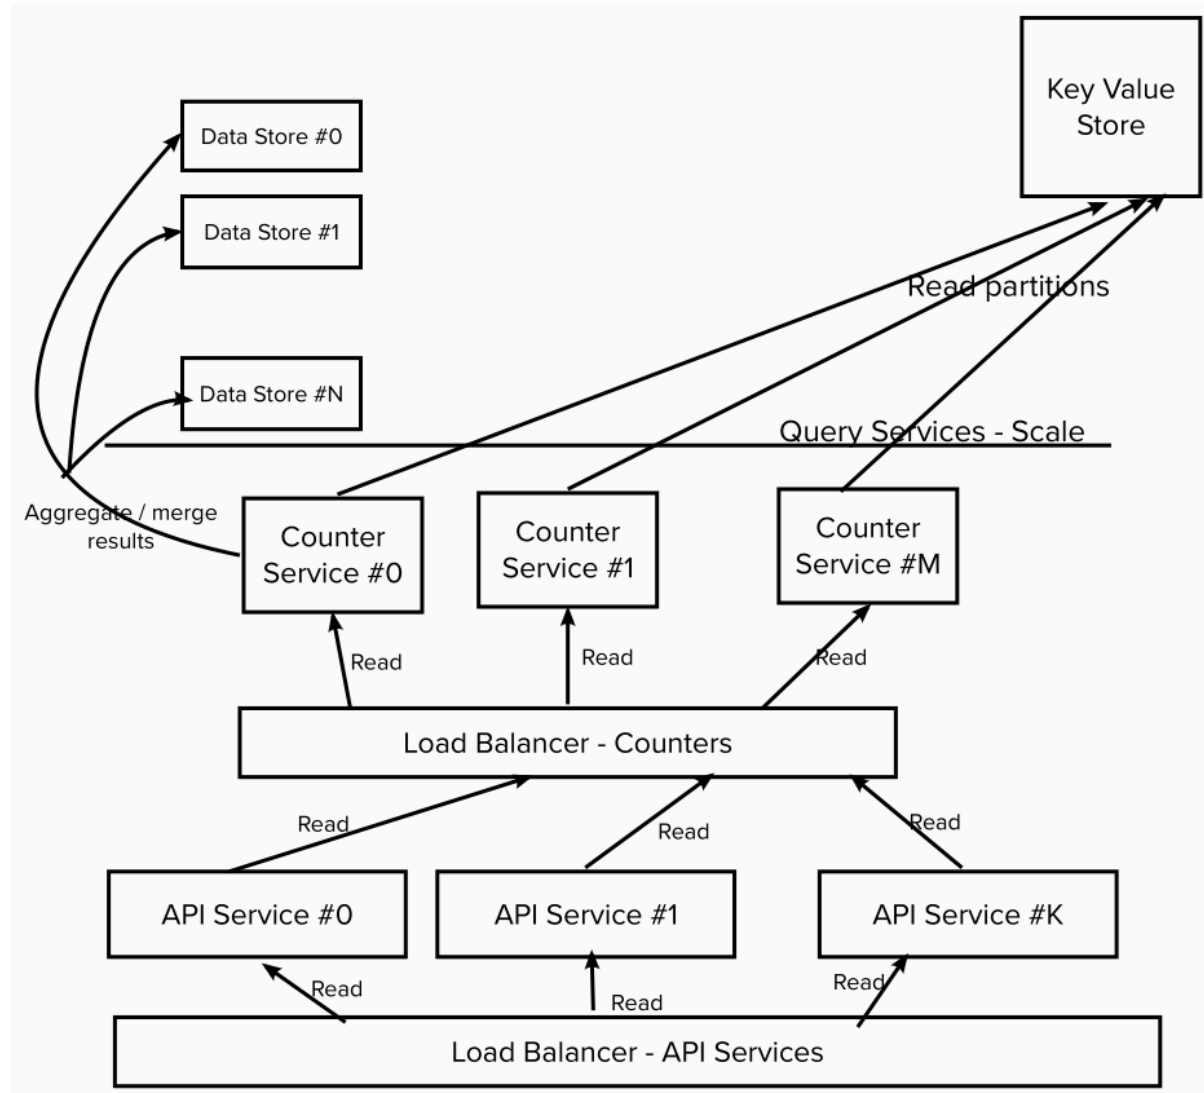 Key Value
Store
Data Store #0
Data Store #1
Read partitions
Data Store #N
Query Services - Scale
Aggregate / merge
results
Counter
Service #0
Counter
Service #1
Counter
Service #M
Read
Read
Read
Load Balancer - Counters
Read
Read
Read
API Service #0
API Service #1
API Service #K
Read
Read
Read
Load Balancer - API Services